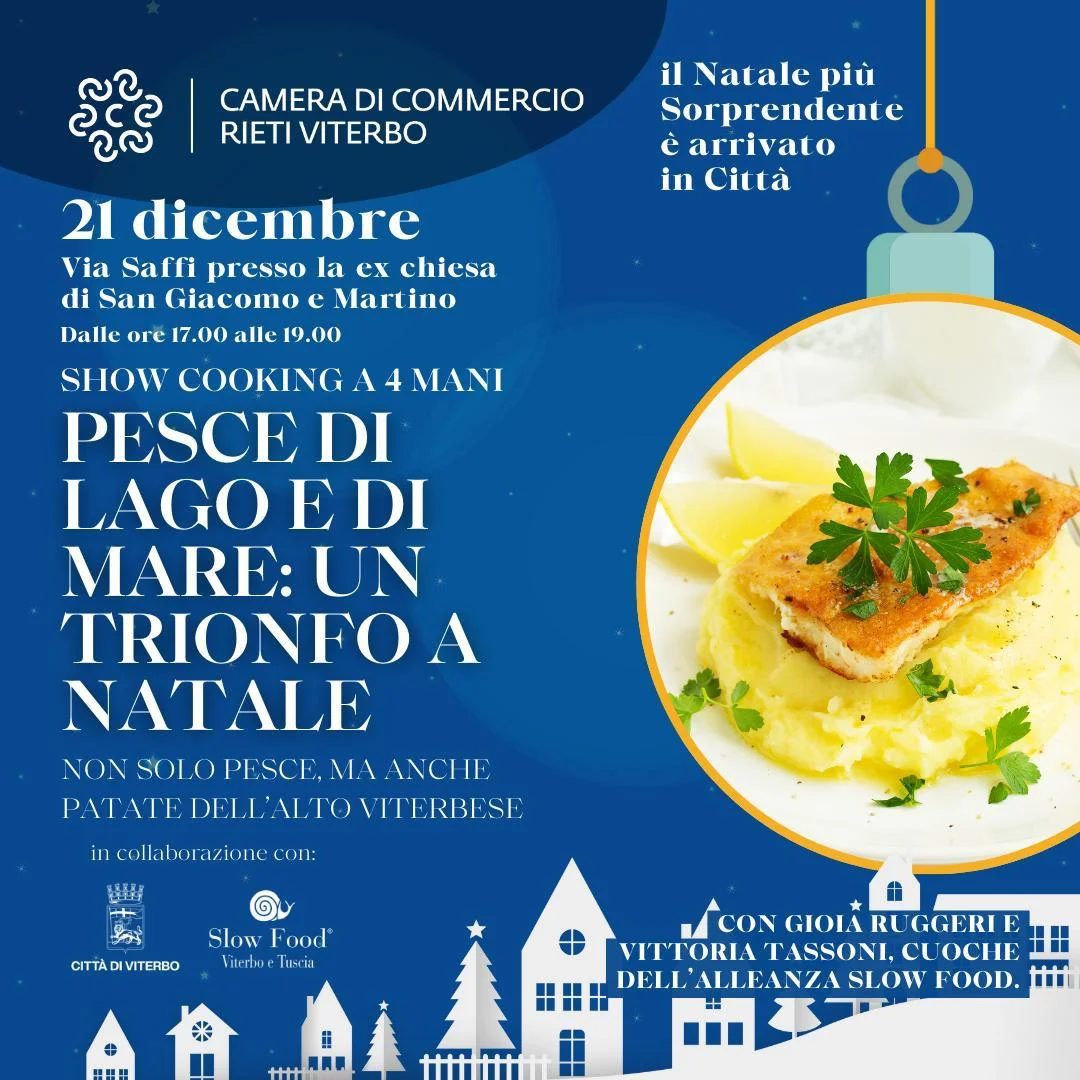 CAMERA DI COMMERCIO
RIETI VITERBO
il Natale più
Sorprendente
è arrivato
in Città
21 dicembre
Via Saffi presso la ex chiesa
di San Giacomo e Martino
Dalle ore 17.00 alle 19.00
SHOW COOKING A 4 MANI
PESCE DI
LAGO E DI
MARE: UN
TRIONFO A
NATALE
NON SOLO PESCE, MA ANCHE
PATATE DELL'ALTO VITERBESE
in collaborazione con:
CITTÀ DI VITERBO
Slow Food®
Viterbo e Tuscia
CON GIOIA RUGGERI E
VITTORIA TASSONI, CUOCHE
DELL'ALLEANZA SLOW FOOD.